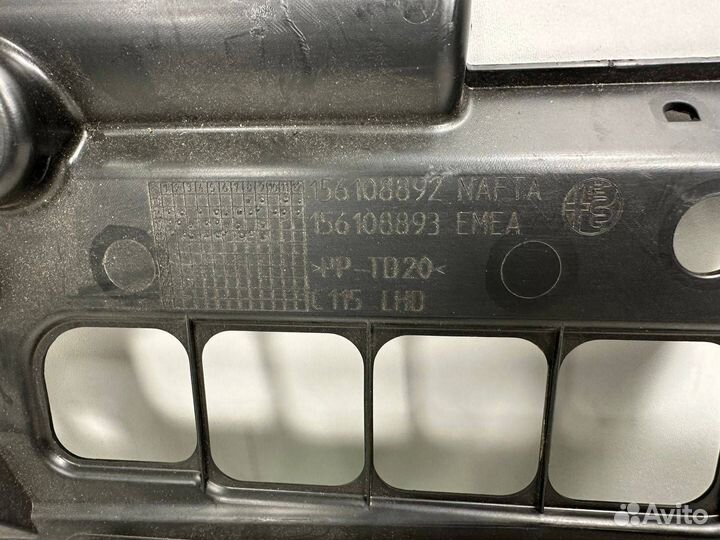 156108892 NAFTA
156108893 EMEA
>PP-TD20<
C115 LHD
Avito